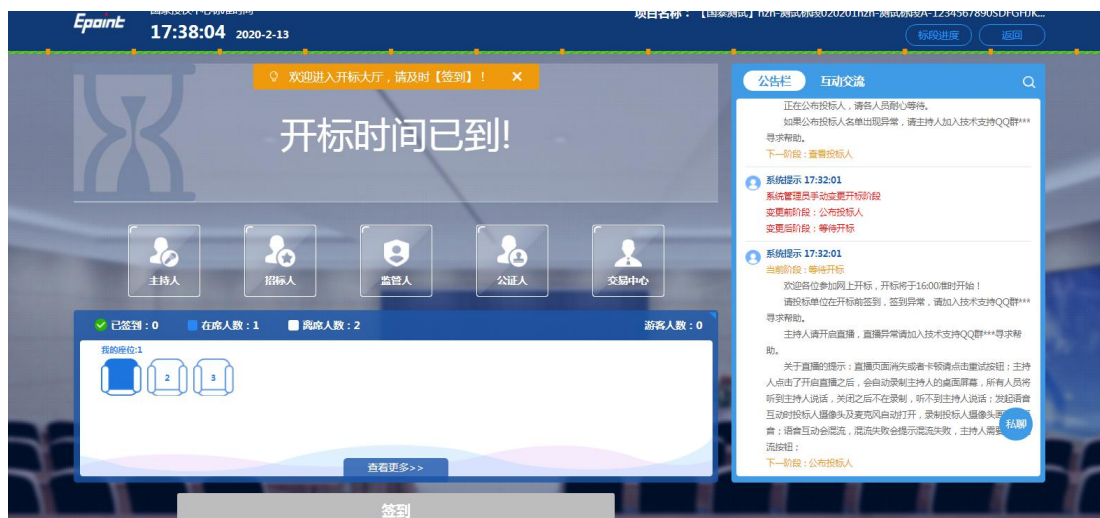 Epoint
17:38:04 2020-2-13
标段进度 返回
欢迎进入开标大厅，请及时【签到】！ ×
开标时间已到!
主持人 招标人 监管人 公证人 交易中心
已签到：0 在席人数：1 离席人数：2 游客人数：0
我的座位:1
2 3
查看更多>>
签到
公告栏 互动交流
正在公布投标人，请各人员耐心等待。
如果公布投标人名单出现异常，请主持人加入技术支持QQ群***
寻求帮助。
下一阶段：查看投标人
系统提示 17:32:01
系统管理员手动变更开标阶段
变更前阶段：公布投标人
变更后阶段：等待开标
系统提示 17:32:01
当前阶段：等待开标
欢迎各位参加网上开标，开标将于16:00准时开始！
请投标单位在开标前签到，签到异常，请加入技术支持QQ群***
寻求帮助。
主持人请开启直播，直播异常请加入技术支持QQ群***寻求帮
助。
关于直播的提示：直播页面消失或者卡顿请点击重试按钮；主持
人点击了开启直播之后，会自动录制主持人的桌面屏幕，所有人员将
听到主持人说话，关闭之后不在录制，听不到主持人说话；发起语音
互动时投标人摄像头及麦克风自动打开，录制投标人摄像头
音；语音互动会混流，混流失败会提示混流失败，主持人需
流按钮；
私聊
下一阶段：公布投标人